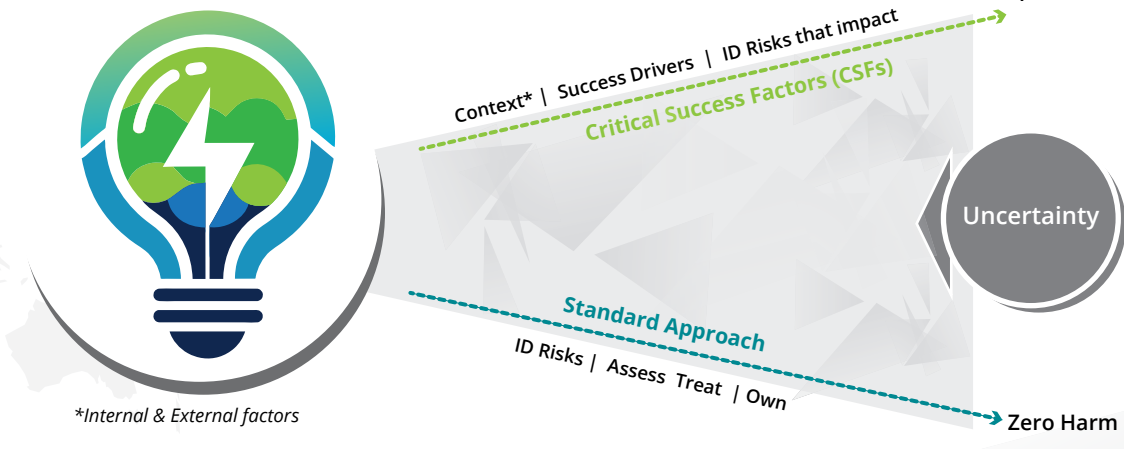 Context* | Success Drivers | ID Risks that impact
Critical Success Factors (CSFs)
Uncertainty
Standard Approach
ID Risks | Assess Treat | Own
Zero Harm
*Internal & External factors